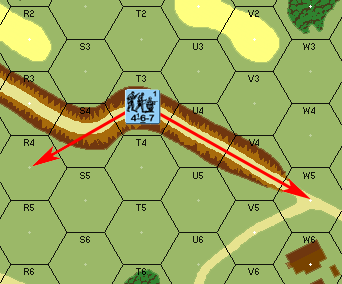 R2 T2 V2
S3 U3 W3
R3 T3 V3
1
S4 U4 W4
4-6-7
R4 T4 V4
S5 U5 W5
R5 T5 V5
S6 U6 W6
R6 T6 V6